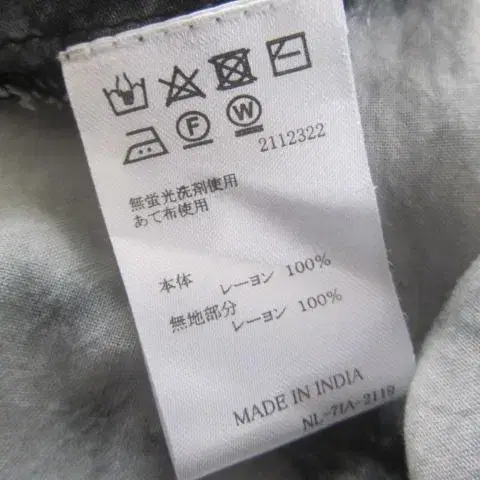 F W
2112322
無蛍光洗剤使用
あて布使用
本体 レーヨン 100%
無地部分 レーヨン 100%
MADE IN INDIA
NL-71A-2119